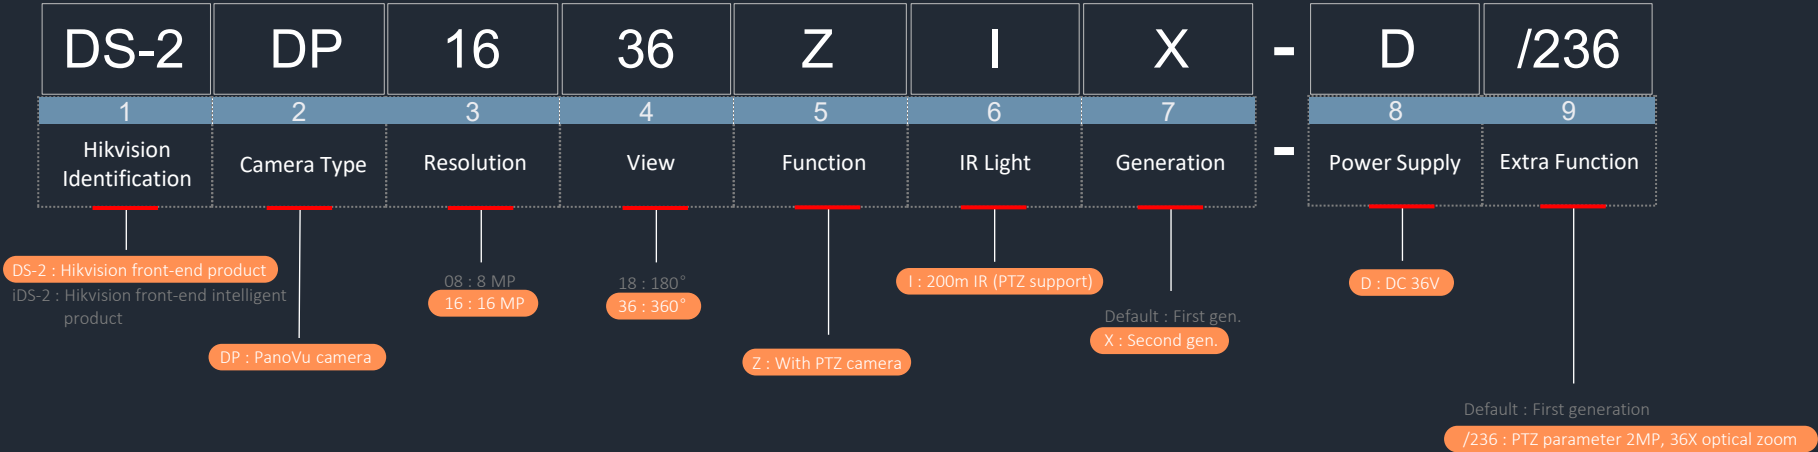 DS-2 DP 16 36 Z I X - D /236
1 2 3 4 5 6 7 8 9
Hikvision
Identification
Camera Type
Resolution
View
Function
IR Light
Generation
-
Power Supply
Extra Function
DS-2 : Hikvision front-end product
iDS-2 : Hikvision front-end intelligent
product
DP : PanoVu camera
08 : 8 MP
16 : 16 MP
18 : 180°
36 : 360°
Z : With PTZ camera
I : 200m IR (PTZ support)
Default : First gen.
X : Second gen.
D : DC 36V
Default : First generation
/236 : PTZ parameter 2MP, 36X optical zoom